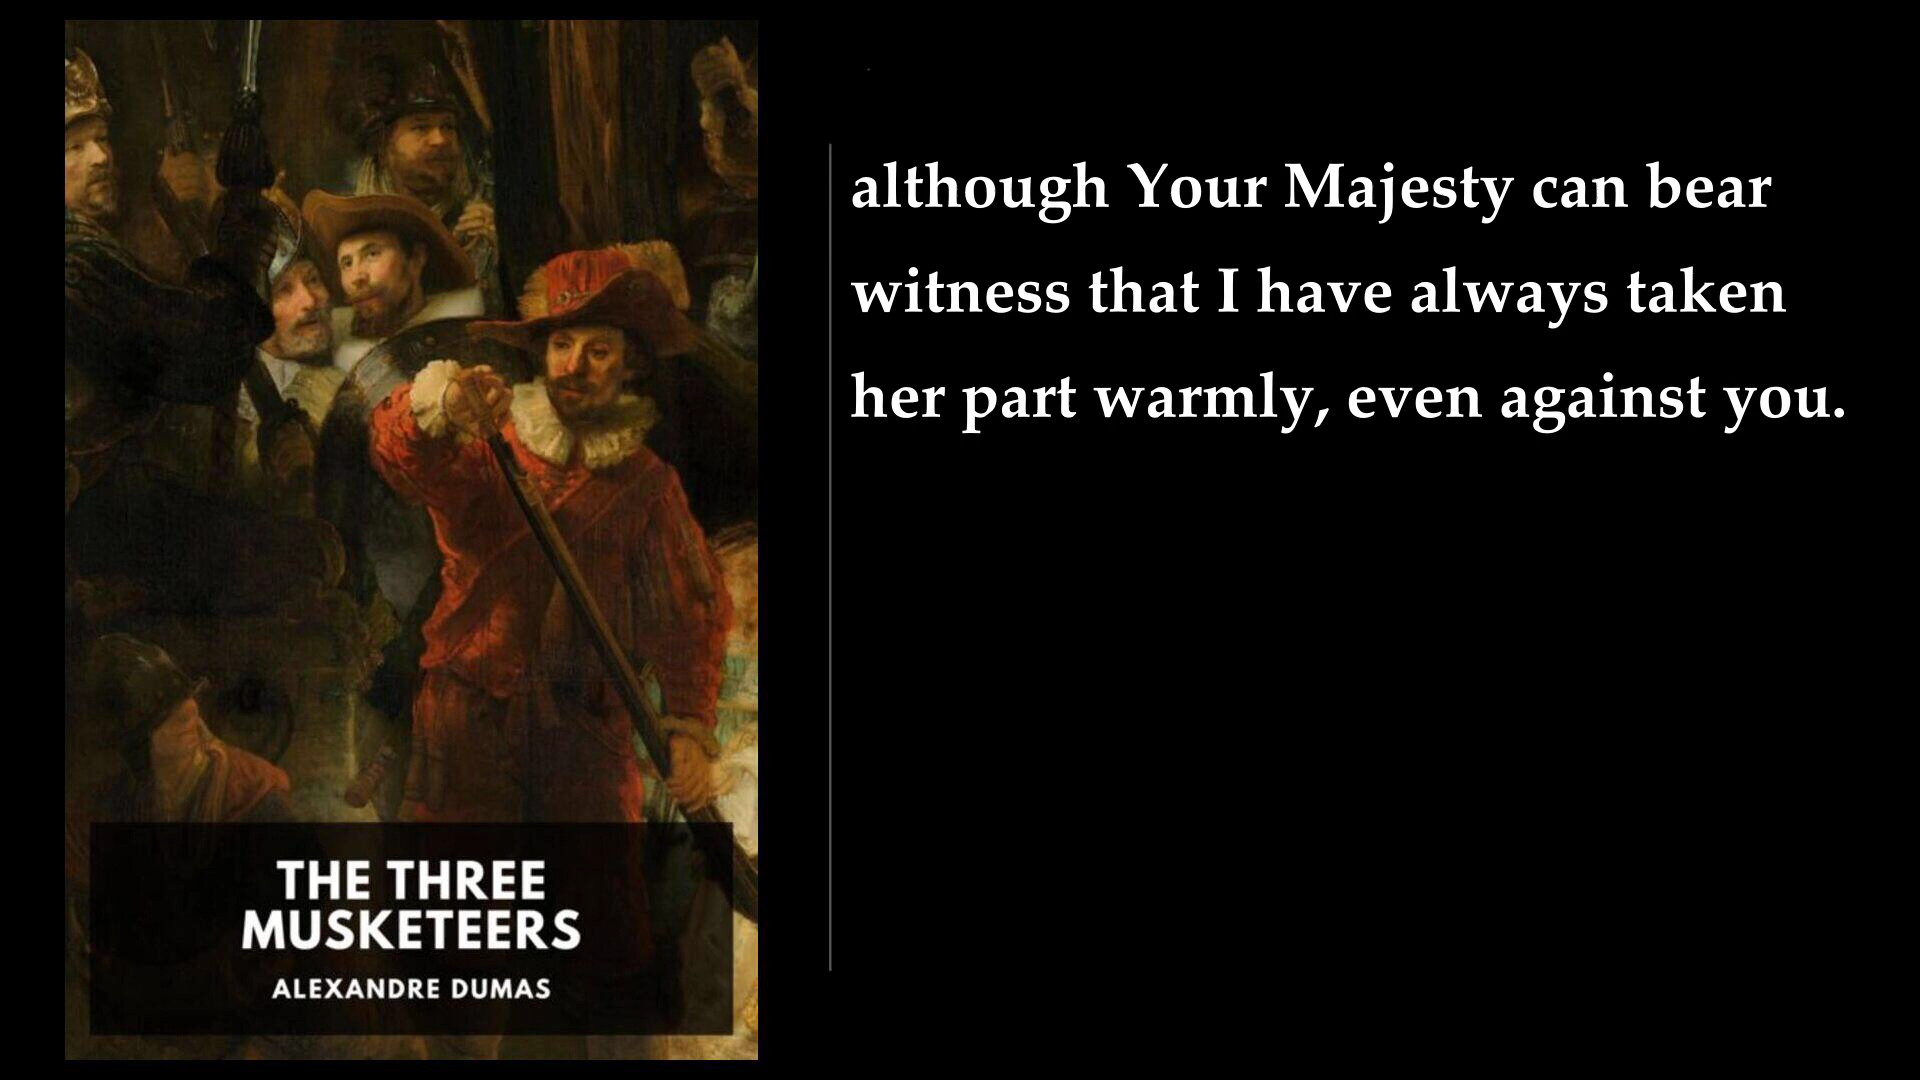 although Your Majesty can bear
witness that I have always taken
her part warmly, even against you.
THE THREE
MUSKETEERS
ALEXANDRE DUMAS